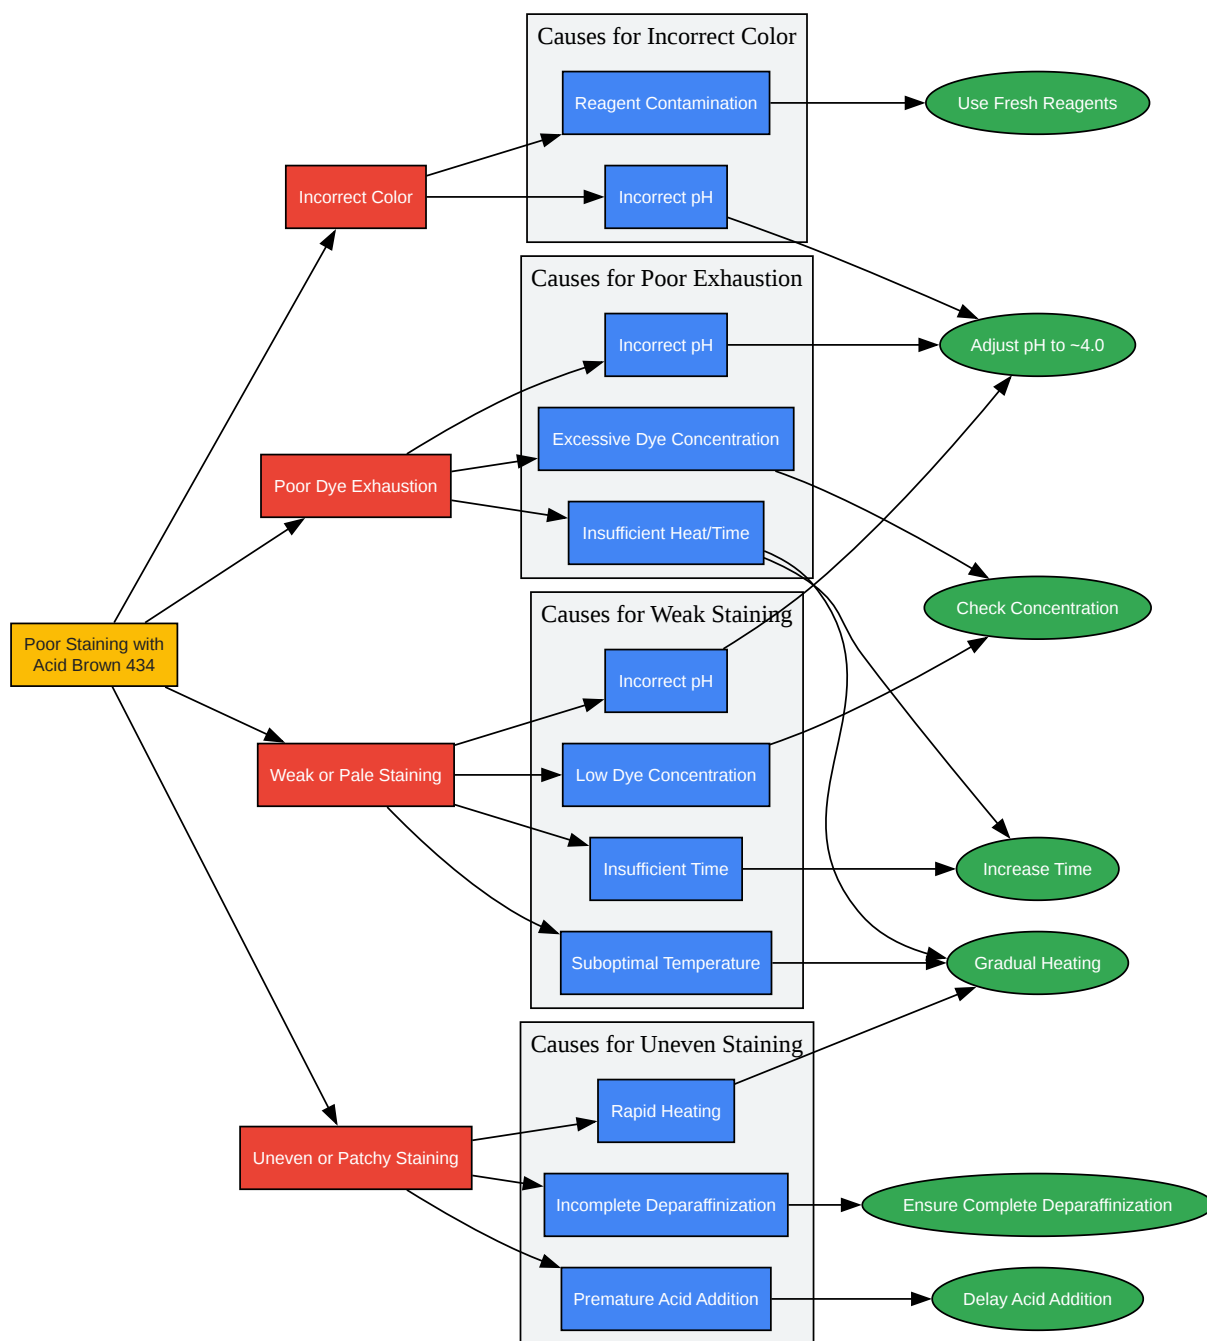 Causes for Incorrect Color
Reagent Contamination
Use Fresh Reagents
Incorrect Color
Incorrect pH
Causes for Poor Exhaustion
Incorrect pH
Adjust pH to ~4.0
Excessive Dye Concentration
Poor Dye Exhaustion
Insufficient Heat/Time
Causes for Weak Staining
Check Concentration
Poor Staining with
Acid Brown 434
Incorrect pH
Weak or Pale Staining
Low Dye Concentration
Insufficient Time
Increase Time
Suboptimal Temperature
Gradual Heating
Causes for Uneven Staining
Rapid Heating
Uneven or Patchy Staining
Incomplete Deparaffinization
Ensure Complete Deparaffinization
Premature Acid Addition
Delay Acid Addition